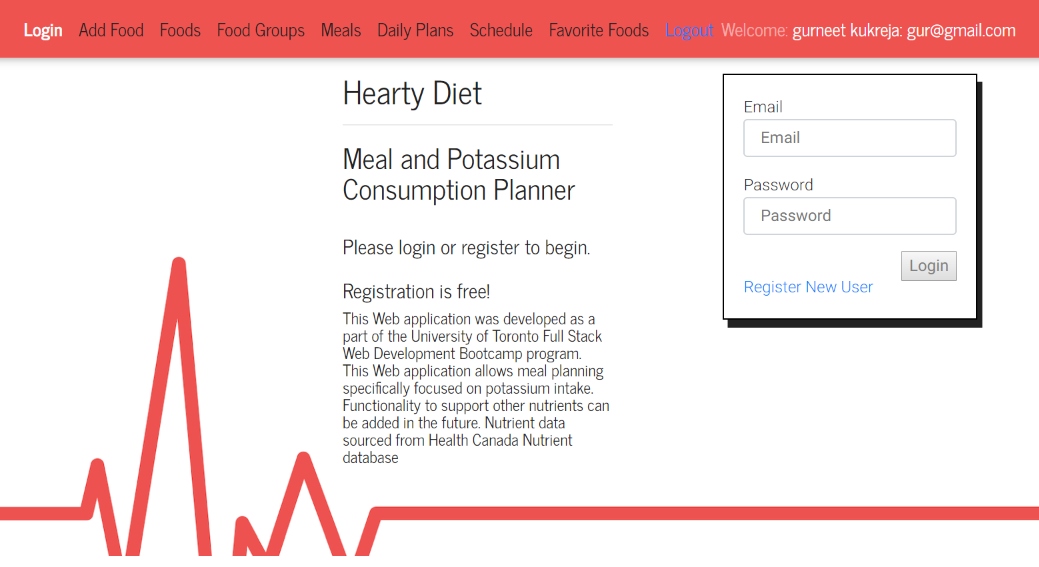 Login Add Food Foods Food Groups Meals Daily Plans Schedule Favorite Foods Logout Welcome: gurneet kukreja: gur@gmail.com
Hearty Diet
Meal and Potassium
Consumption Planner
Please login or register to begin.
Registration is free!
This Web application was developed as a
part of the University of Toronto Full Stack
Web Development Bootcamp program.
This Web application allows meal planning
specifically focused on potassium intake.
Functionality to support other nutrients can
be added in the future. Nutrient data
sourced from Health Canada Nutrient
database
Email
Email
Password
Password
Login
Register New User